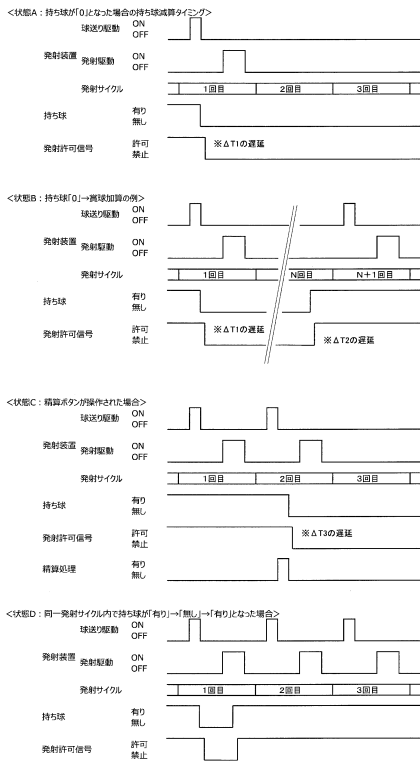 <状態A：持ち球が「0」となった場合の持ち球減算タイミング>
球送り駆動 ON
OFF
発射装置 発射駆動 ON
OFF
発射サイクル 1回目 2回目 3回目
持ち球 有り
無し
発射許可信号 許可
禁止
※ΔT1の遅延
<状態B：持ち球「0」→賞球加算の例>
球送り駆動 ON
OFF
発射装置 発射駆動 ON
OFF
発射サイクル 1回目 N回目 N＋1回目
持ち球 有り
無し
発射許可信号 許可
禁止
※ΔT1の遅延
※ΔT2の遅延
<状態C：精算ボタンが操作された場合>
球送り駆動 ON
OFF
発射装置 発射駆動 ON
OFF
発射サイクル 1回目 2回目 3回目
持ち球 有り
無し
発射許可信号 許可
禁止
※ΔT3の遅延
精算処理 有り
無し
<状態D：同一発射サイクル内で持ち球が「有り」→「無し」→「有り」となった場合>
球送り駆動 ON
OFF
発射装置 発射駆動 ON
OFF
発射サイクル 1回目 2回目 3回目
持ち球 有り
無し
発射許可信号 許可
禁止